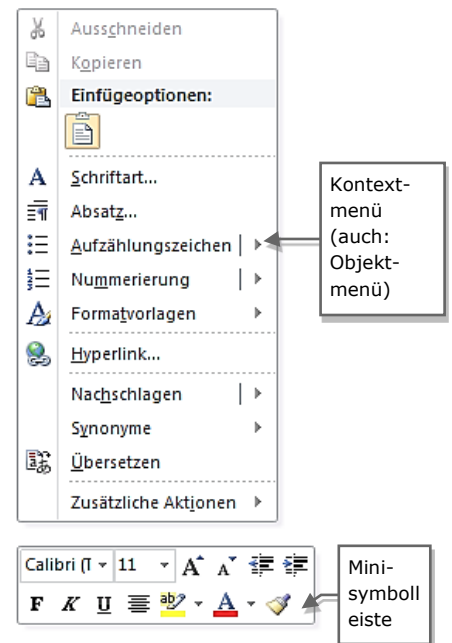 Ausschneiden
Kopieren
Einfügeoptionen:
Schriftart...
Absatz...
Aufzählungszeichen
Nummerierung
Formatvorlagen
Hyperlink...
Nachschlagen
Synonyme
Übersetzen
Zusätzliche Aktionen
Kontext-
menü
(auch:
Objekt-
menü)
Calibri (T 11 A A
F K U ab A
Mini-
symboll
eiste